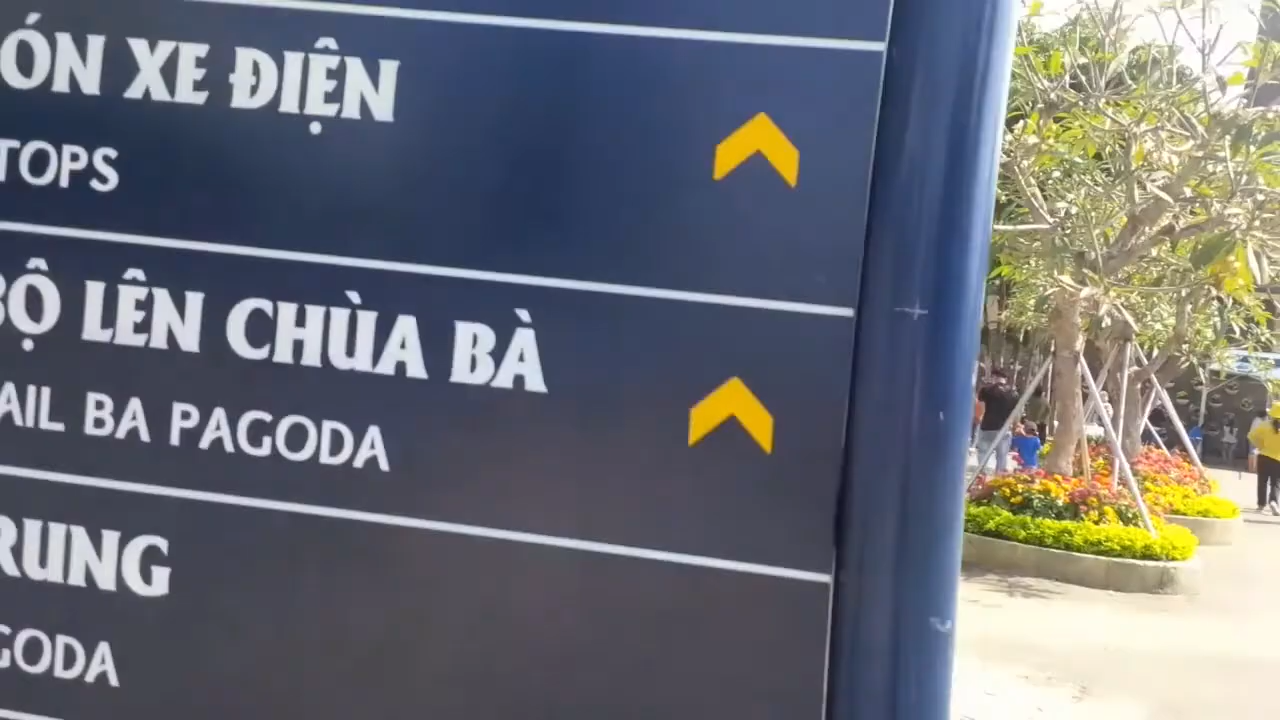 ÓN XE ĐIỆN
TOPS
BỘ LÊN CHÙA BÀ
AIL BA PAGODA
RUNG
GODA